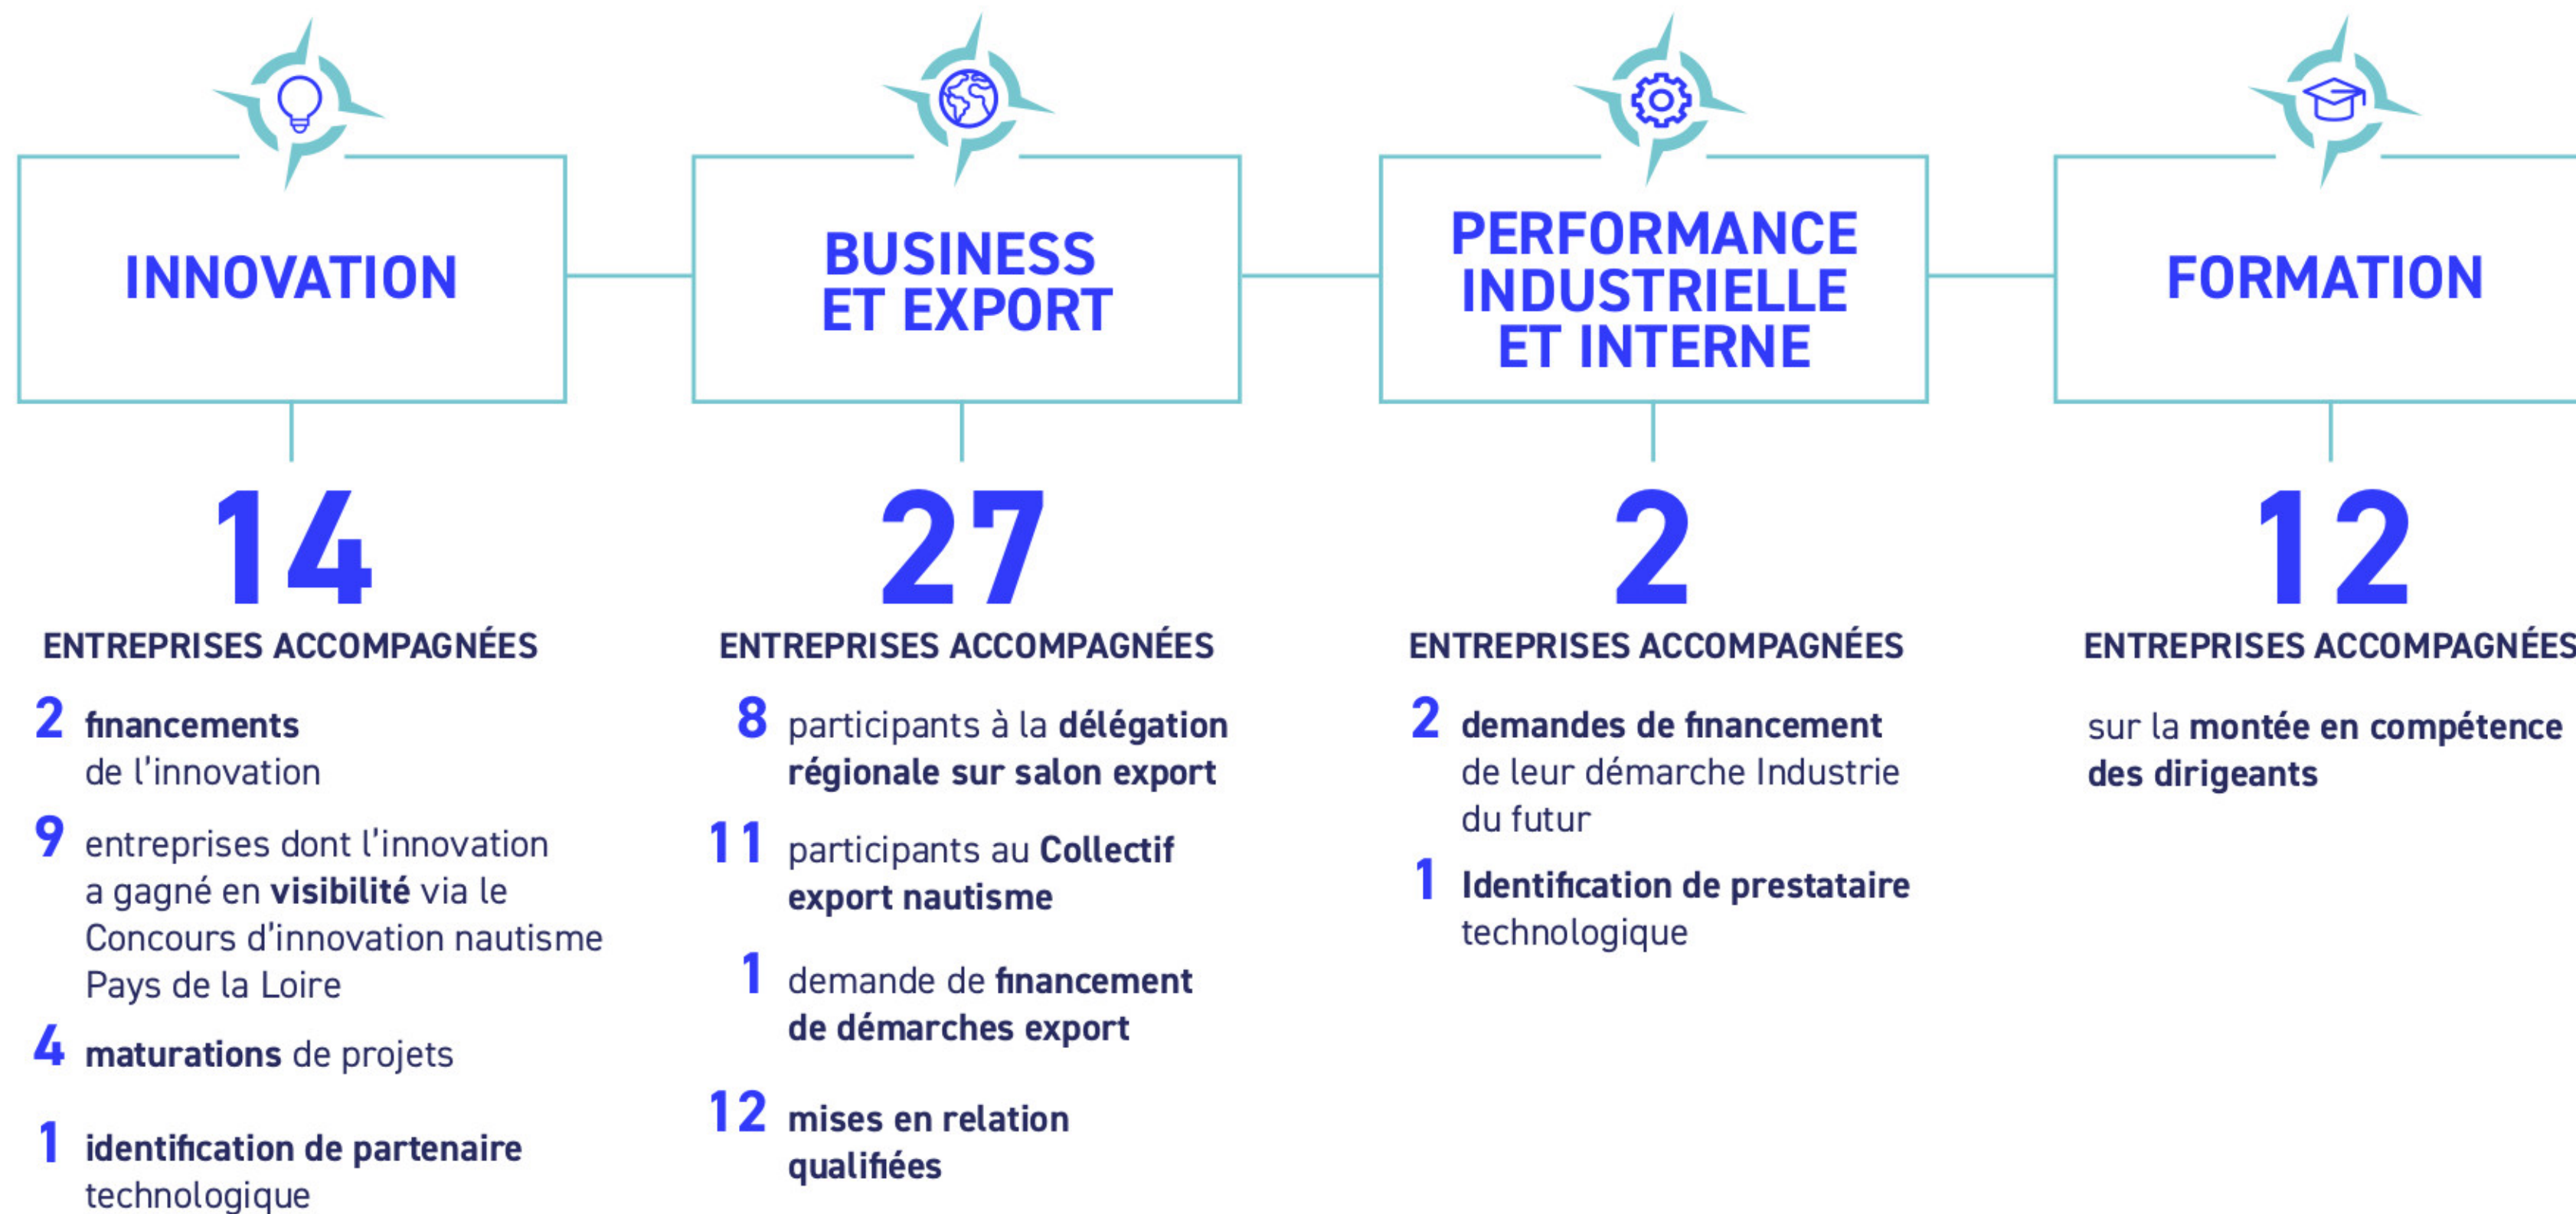 INNOVATION
14
ENTREPRISES ACCOMPAGNÉES
2 financements
de l'innovation
9 entreprises dont l'innovation
a gagné en visibilité via le
Concours d'innovation nautisme
Pays de la Loire
4 maturations de projets
1 identification de partenaire
technologique
BUSINESS
ET EXPORT
27
ENTREPRISES ACCOMPAGNÉES
8 participants à la délégation
régionale sur salon export
11 participants au Collectif
export nautisme
1 demande de financement
de démarches export
12 mises en relation
qualifiées
PERFORMANCE
INDUSTRIELLE
ET INTERNE
2
ENTREPRISES ACCOMPAGNÉES
2 demandes de financement
de leur démarche Industrie
du futur
1 Identification de prestataire
technologique
FORMATION
12
ENTREPRISES ACCOMPAGNÉES
sur la montée en compétence
des dirigeants